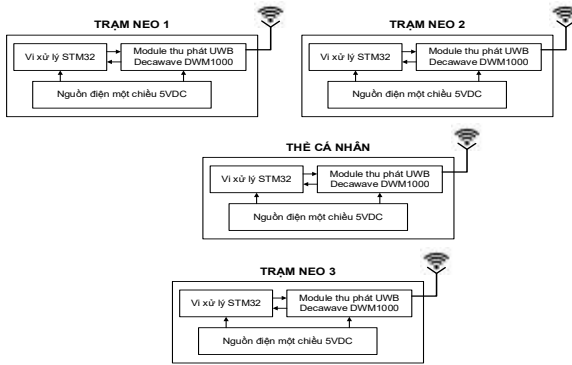 TRẠM NEO 1
Vi xử lý STM32
Module thu phát UWB
Decawave DWM1000
Nguồn điện một chiều 5VDC
TRẠM NEO 2
Vi xử lý STM32
Module thu phát UWB
Decawave DWM1000
Nguồn điện một chiều 5VDC
THẺ CÁ NHÂN
Vi xử lý STM32
Module thu phát UWB
Decawave DWM1000
Nguồn điện một chiều 5VDC
TRẠM NEO 3
Vi xử lý STM32
Module thu phát UWB
Decawave DWM1000
Nguồn điện một chiều 5VDC